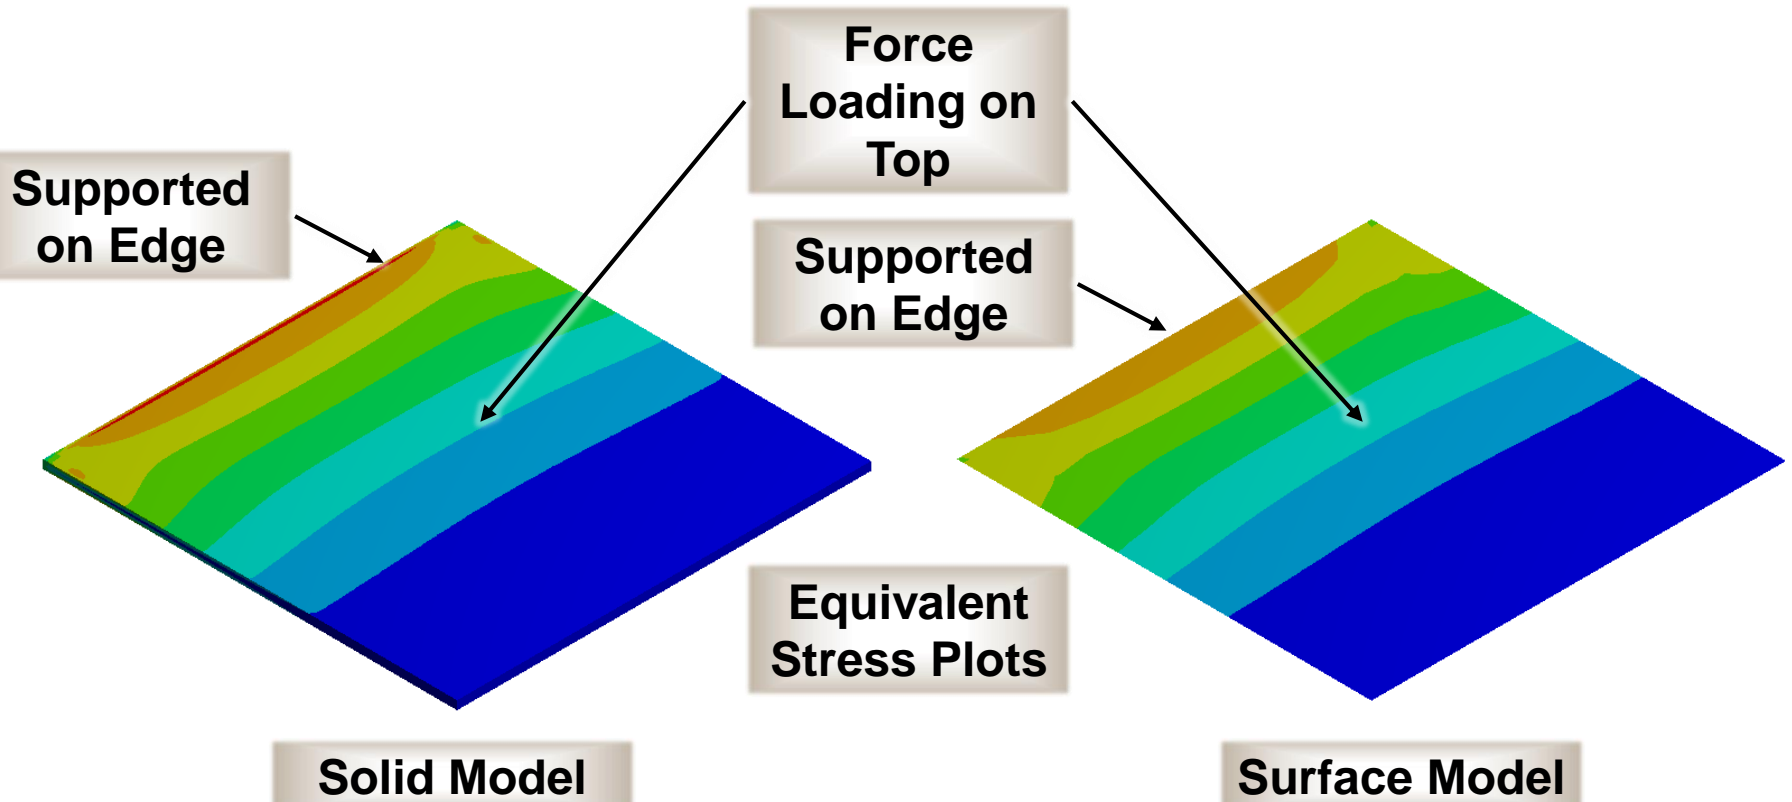 Force
Loading on
Top
Supported
on Edge
Supported
on Edge
Equivalent
Stress Plots
Solid Model
Surface Model